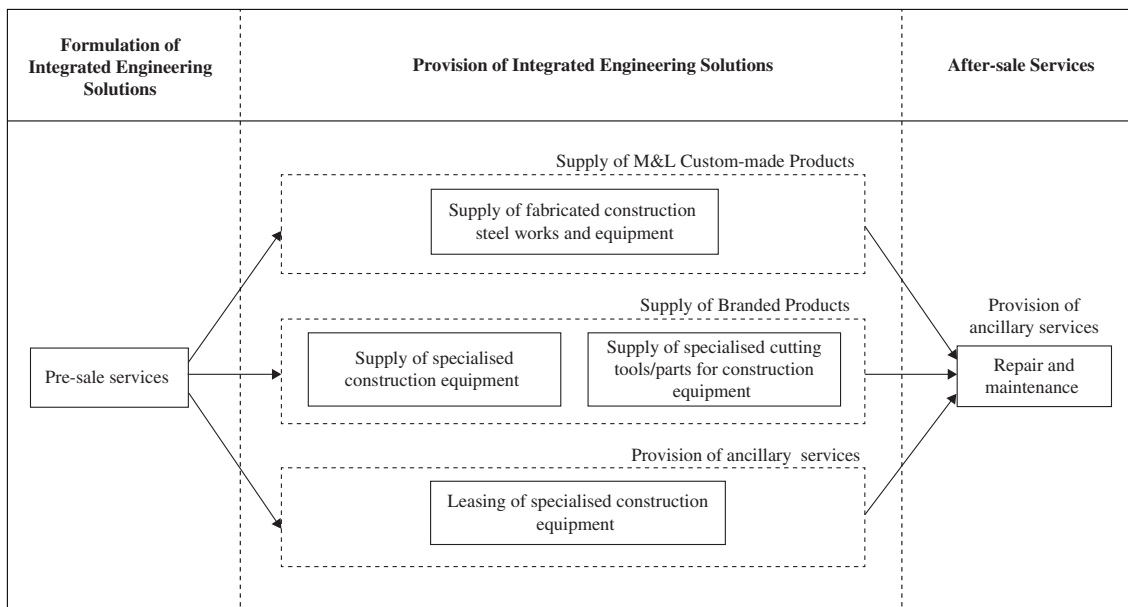 Formulation of
Integrated Engineering
Solutions
Provision of Integrated Engineering Solutions
After-sale Services
Pre-sale services
Supply of M&L Custom-made Products
Supply of fabricated construction
steel works and equipment
Supply of Branded Products
Supply of specialised
construction equipment
Supply of specialised cutting
tools/parts for construction
equipment
Provision of ancillary services
Leasing of specialised construction
equipment
Provision of
ancillary services
Repair and
maintenance